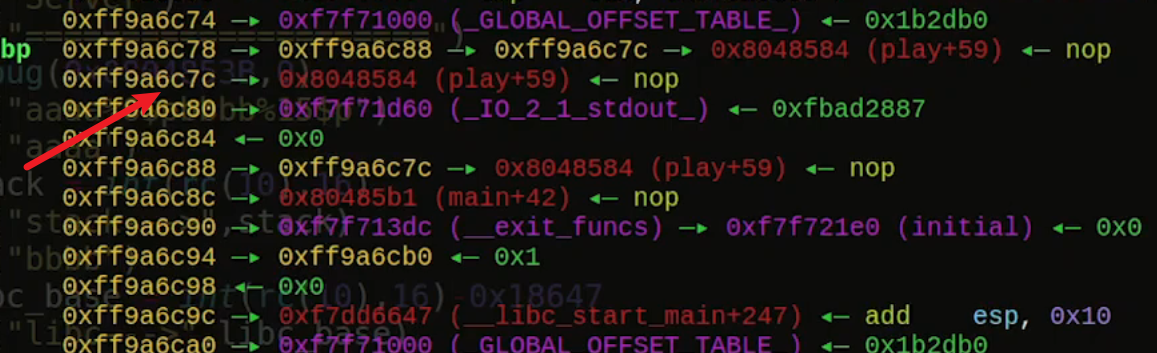 0xff9a6c74 —▸ 0xf7f71000 (_GLOBAL_OFFSET_TABLE_) ◂— 0x1b2db0
bp 0xff9a6c78 —▸ 0xff9a6c88 —▸ 0xff9a6c7c —▸ 0x8048584 (play+59) ◂— nop
0xff9a6c7c —▸ 0x8048584 (play+59) ◂— nop
0xff9a6c80 —▸ 0xf7f71d60 (_IO_2_1_stdout_) ◂— 0xfbad2887
0xff9a6c84 ◂— 0x0
0xff9a6c88 —▸ 0xff9a6c7c —▸ 0x8048584 (play+59) ◂— nop
0xff9a6c8c —▸ 0x80485b1 (main+42) ◂— nop
0xff9a6c90 —▸ 0xf7f713dc (__exit_funcs) —▸ 0xf7f721e0 (initial) ◂— 0x0
0xff9a6c94 —▸ 0xff9a6cb0 ◂— 0x1
0xff9a6c98 ◂— 0x0
0xff9a6c9c —▸ 0xf7dd6647 (__libc_start_main+247) ◂— add esp, 0x10
0xff9a6ca0 —▸ 0xf7f71000 (_GLOBAL_OFFSET_TABLE_) ◂— 0x1b2db0